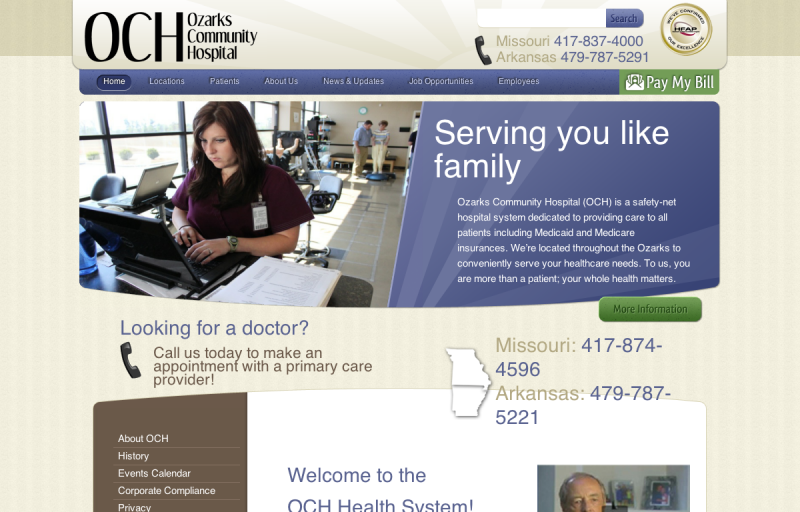 OCH Ozarks
Community
Hospital
Search
Missouri 417-837-4000
Arkansas 479-787-5291
WE'VE CONFIRMED
HFAP
OUR EXCELLENCE
Home Locations Patients About Us News & Updates Job Opportunities Employees
Pay My Bill
Serving you like
family
Ozarks Community Hospital (OCH) is a safety-net
hospital system dedicated to providing care to all
patients including Medicaid and Medicare
insurances. We're located throughout the Ozarks to
conveniently serve your healthcare needs. To us, you
are more than a patient; your whole health matters.
More Information
Looking for a doctor?
Call us today to make an
appointment with a primary care
provider!
Missouri: 417-874-
4596
Arkansas: 479-787-
5221
About OCH
History
Events Calendar
Corporate Compliance
Privacy
Welcome to the
OCH Health System!